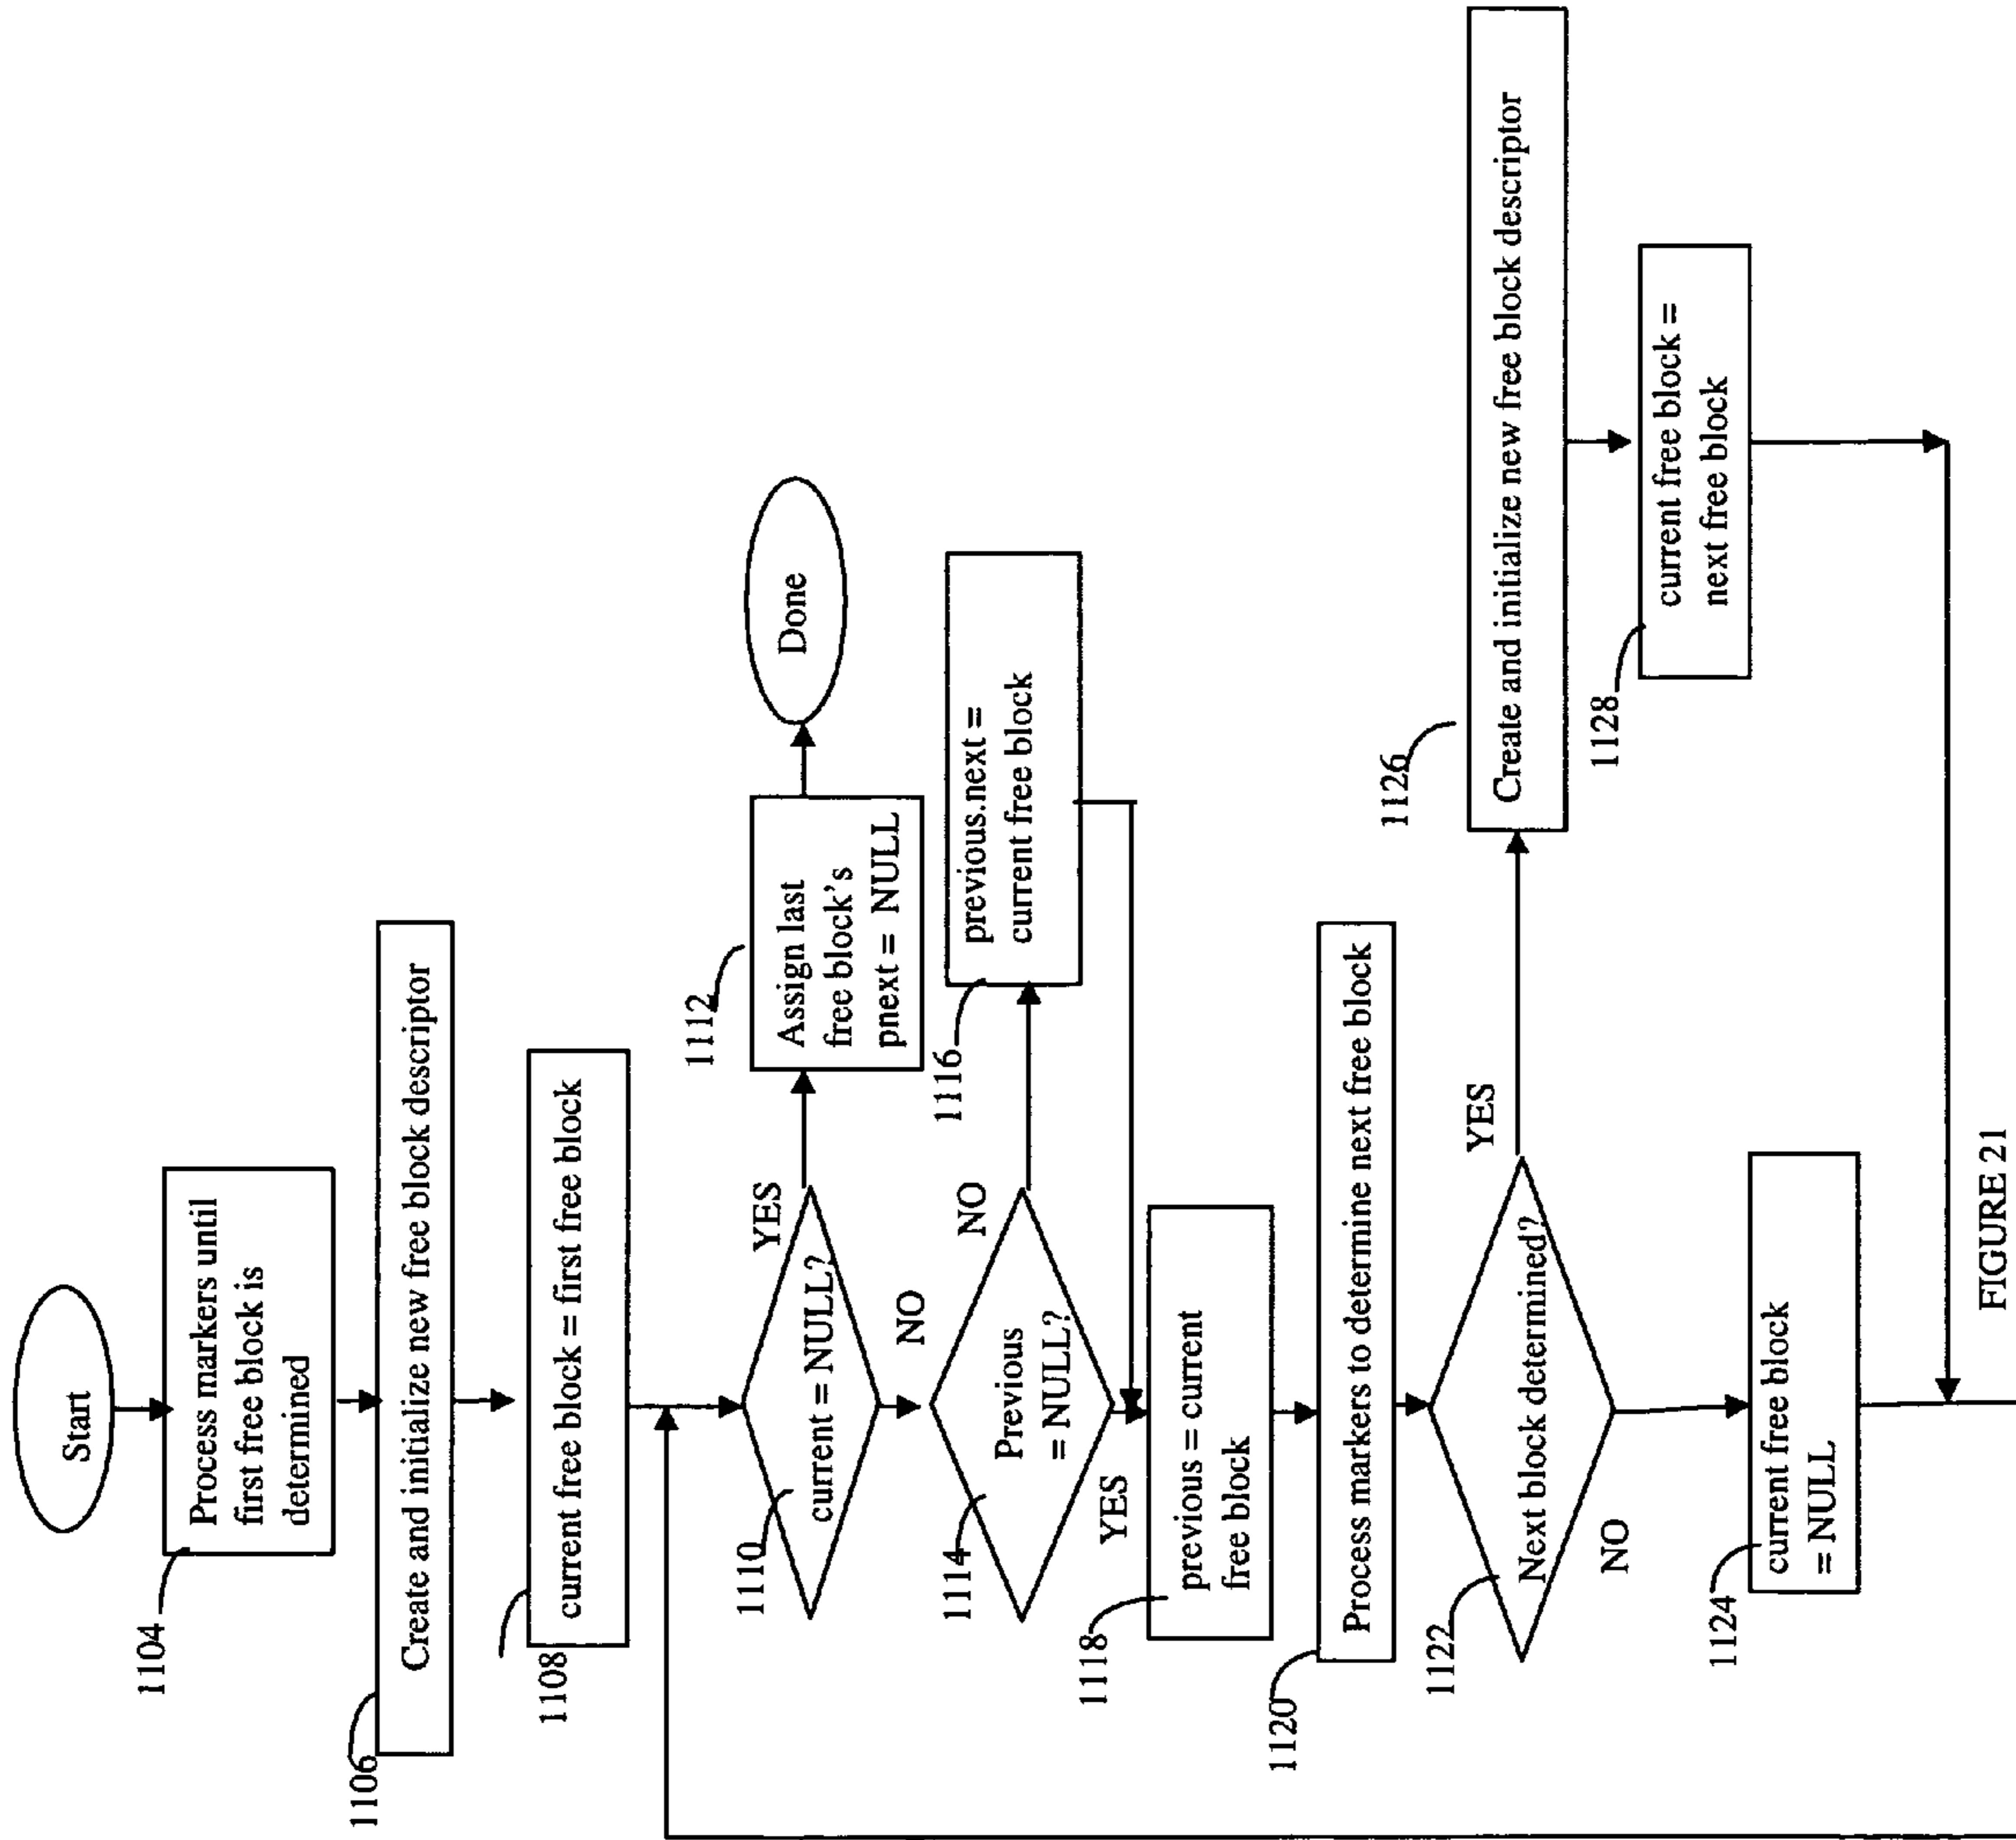 Start
1104
Process markers until
first free block is
determined
1106
Create and initialize new free block descriptor
1108
current free block = first free block
1110
current = NULL?
YES
NO
1112
Assign last
free block's
pnext = NULL
Done
1114
Previous
= NULL?
NO
YES
1116
previous.next =
current free block
1118
previous = current
free block
1120
Process markers to determine next free block
1122
Next block determined?
YES
NO
1124
current free block
= NULL
1126
Create and initialize new free block descriptor
1128
current free block =
next free block
FIGURE 21